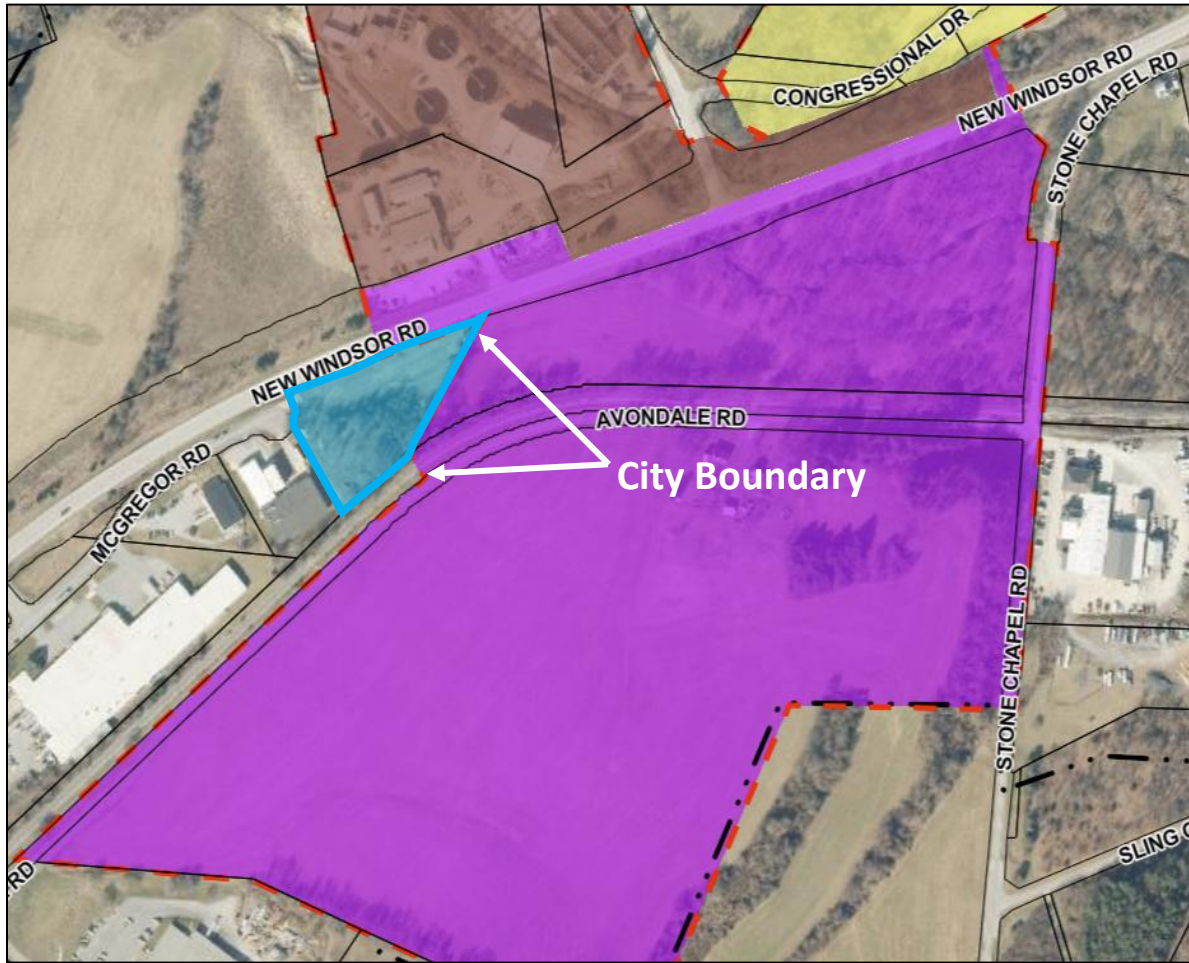 CONGRESSIONAL DR
NEW WINDSOR RD
STONE CHAPEL RD
NEW WINDSOR RD
AVONDALE RD
City Boundary
MCGREGOR RD
STONE CHAPEL RD
SLING
RD